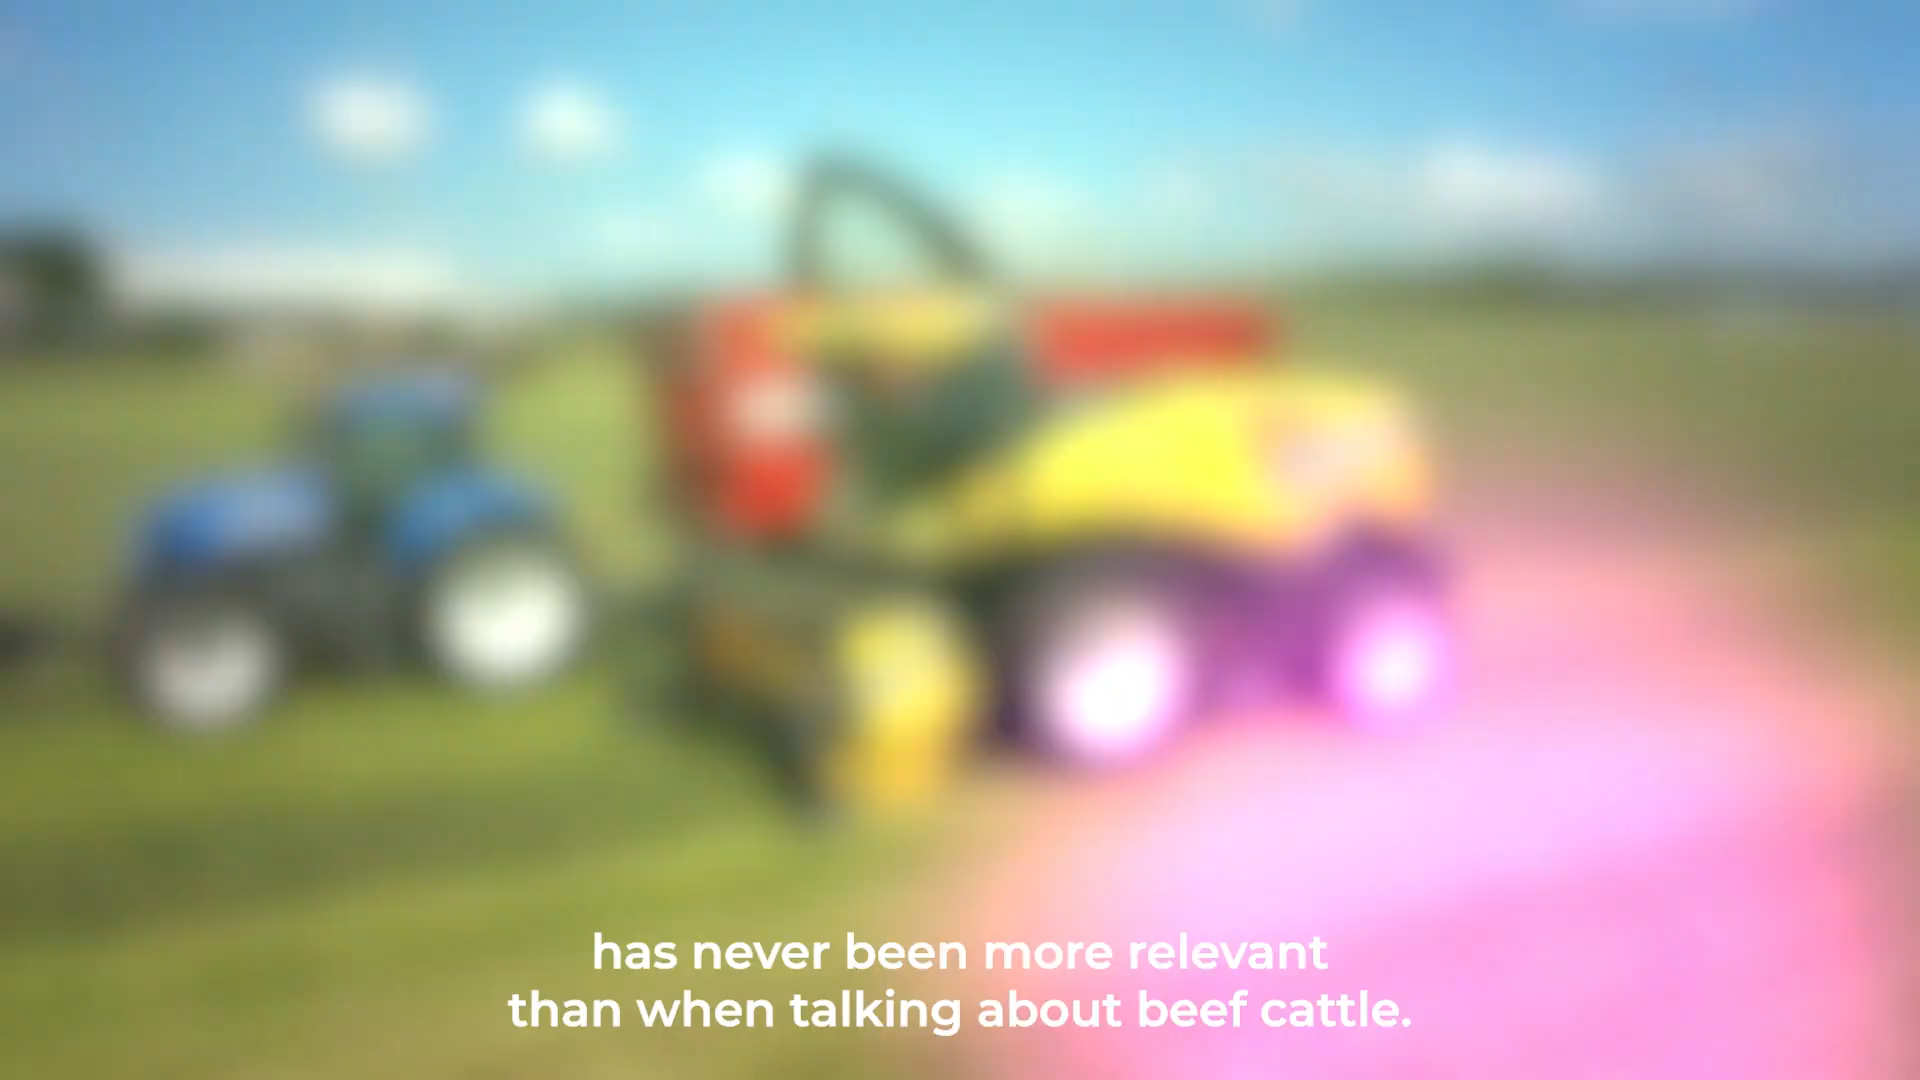 has never been more relevant
than when talking about beef cattle.